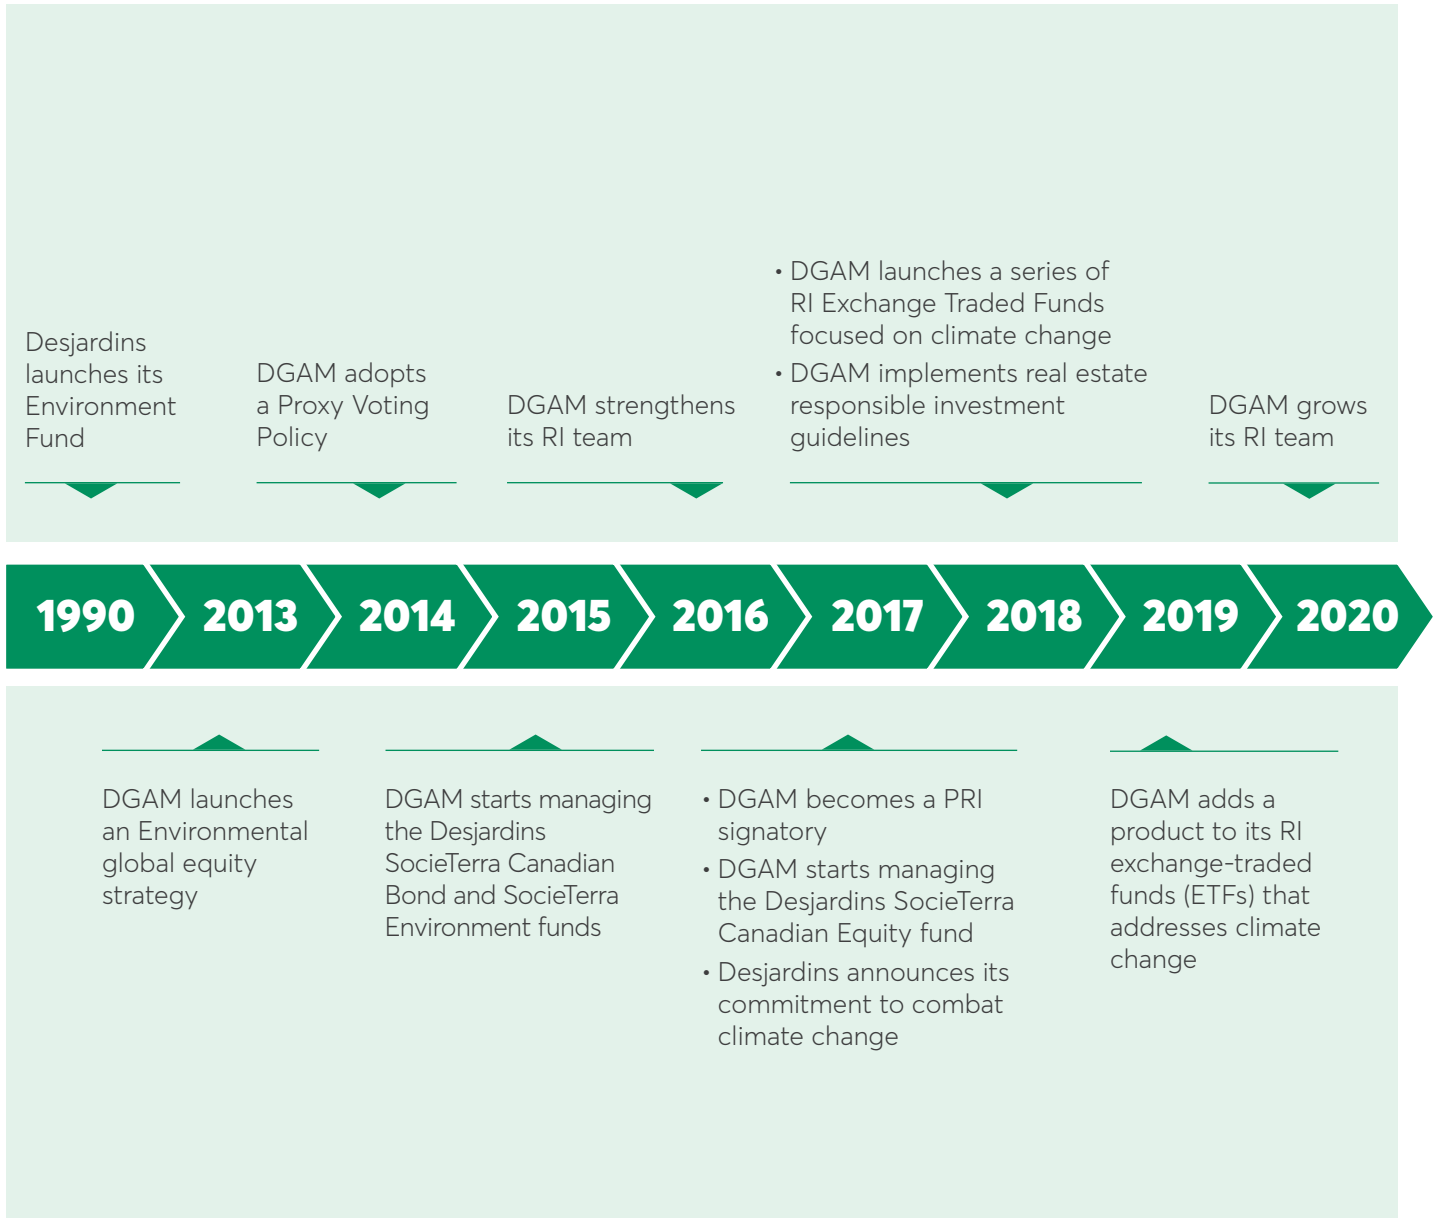 Desjardins
launches its
Environment
Fund
DGAM adopts
a Proxy Voting
Policy
DGAM strengthens
its RI team
• DGAM launches a series of
RI Exchange Traded Funds
focused on climate change
• DGAM implements real estate
responsible investment
guidelines
DGAM grows
its RI team
1990
2013
2014
2015
2016
2017
2018
2019
2020
DGAM launches
an Environmental
global equity
strategy
DGAM starts managing
the Desjardins
SocieTerra Canadian
Bond and SocieTerra
Environment funds
• DGAM becomes a PRI
signatory
• DGAM starts managing
the Desjardins SocieTerra
Canadian Equity fund
• Desjardins announces its
commitment to combat
climate change
DGAM adds a
product to its RI
exchange-traded
funds (ETFs) that
addresses climate
change